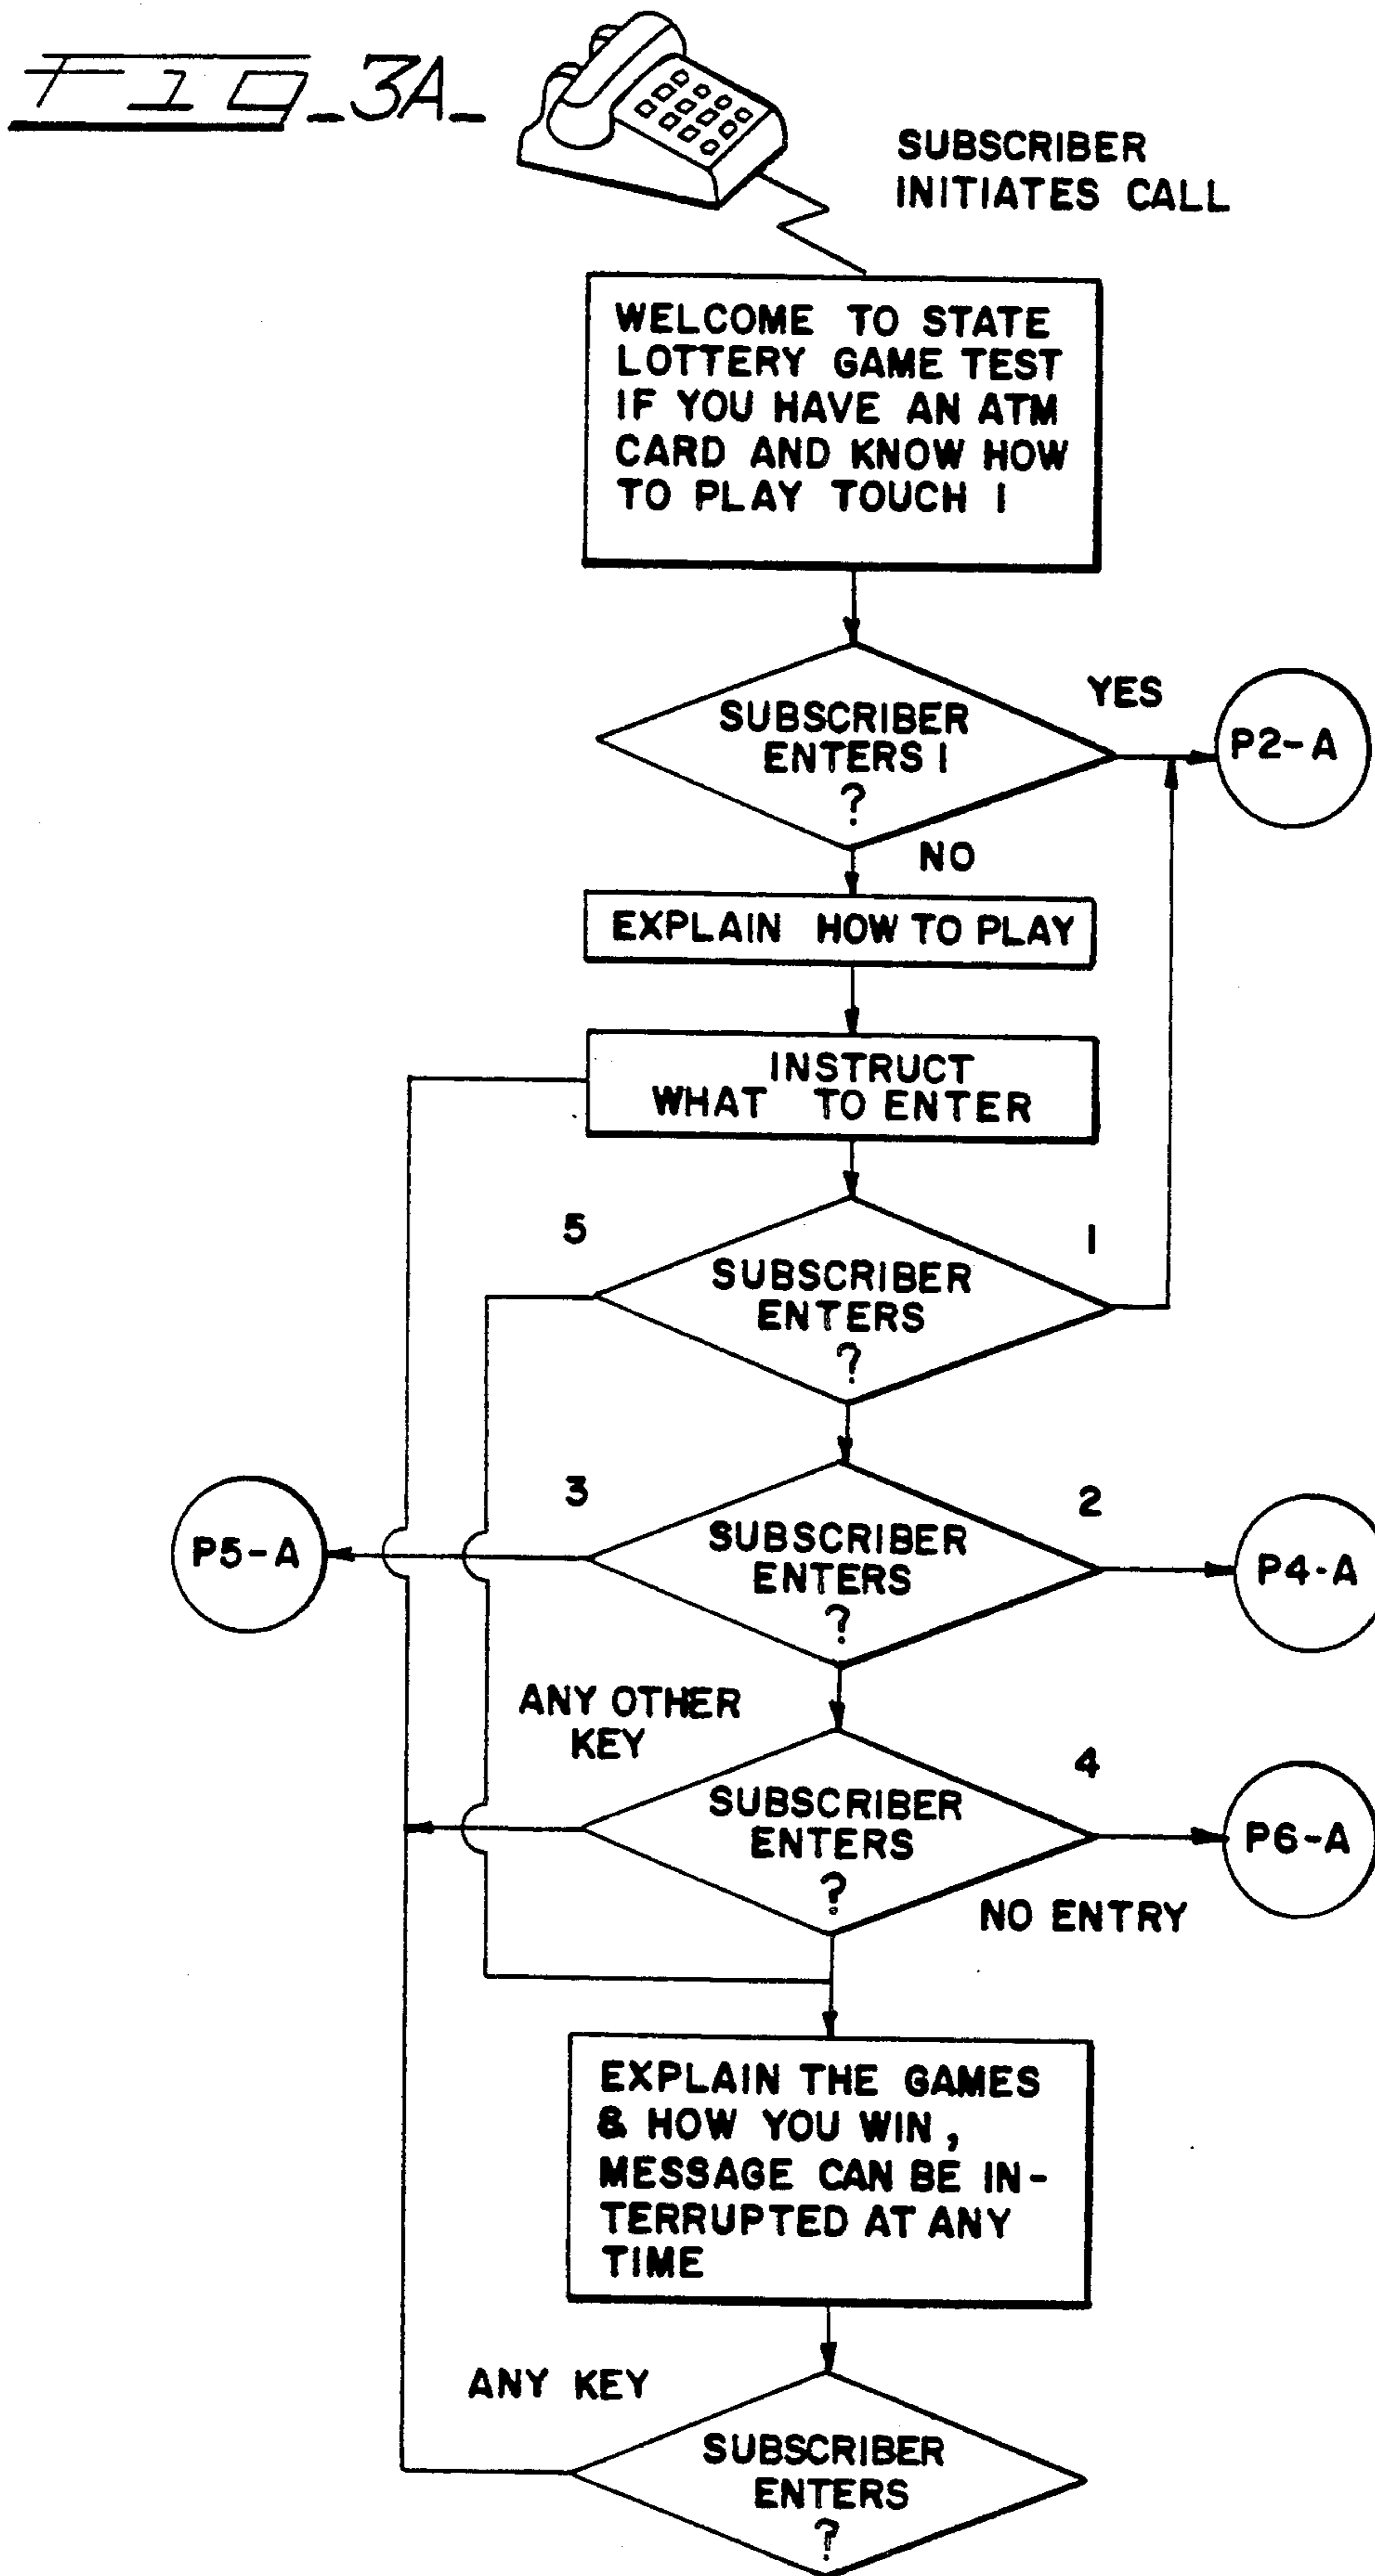 Fig_3A_
SUBSCRIBER
INITIATES CALL
WELCOME TO STATE
LOTTERY GAME TEST
IF YOU HAVE AN ATM
CARD AND KNOW HOW
TO PLAY TOUCH 1
SUBSCRIBER
ENTERS 1
?
YES
P2-A
NO
EXPLAIN HOW TO PLAY
INSTRUCT
WHAT TO ENTER
5
1
SUBSCRIBER
ENTERS
?
3
2
SUBSCRIBER
ENTERS
?
P5-A
P4-A
ANY OTHER
KEY
4
SUBSCRIBER
ENTERS
?
P6-A
NO ENTRY
EXPLAIN THE GAMES
& HOW YOU WIN,
MESSAGE CAN BE IN-
TERRUPTED AT ANY
TIME
ANY KEY
SUBSCRIBER
ENTERS
?